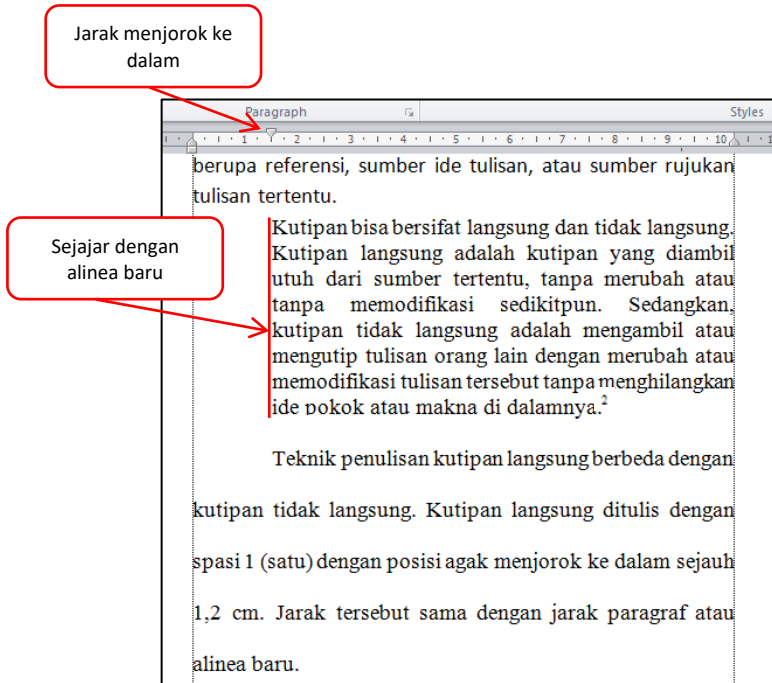 Jarak menjorok ke
dalam
Paragraph
Styles
1 2 3 4 5 6 7 8 9 10 1
berupa referensi, sumber ide tulisan, atau sumber rujukan
tulisan tertentu.
Sejajar dengan
alinea baru
Kutipan bisa bersifat langsung dan tidak langsung.
Kutipan langsung adalah kutipan yang diambil
utuh dari sumber tertentu, tanpa merubah atau
tanpa memodifikasi sedikitpun. Sedangkan,
kutipan tidak langsung adalah mengambil atau
mengutip tulisan orang lain dengan merubah atau
memodifikasi tulisan tersebut tanpa menghilangkan
ide pokok atau makna di dalamnya.²
Teknik penulisan kutipan langsung berbeda dengan
kutipan tidak langsung. Kutipan langsung ditulis dengan
spasi 1 (satu) dengan posisi agak menjorok ke dalam sejauh
1,2 cm. Jarak tersebut sama dengan jarak paragraf atau
alinea baru.